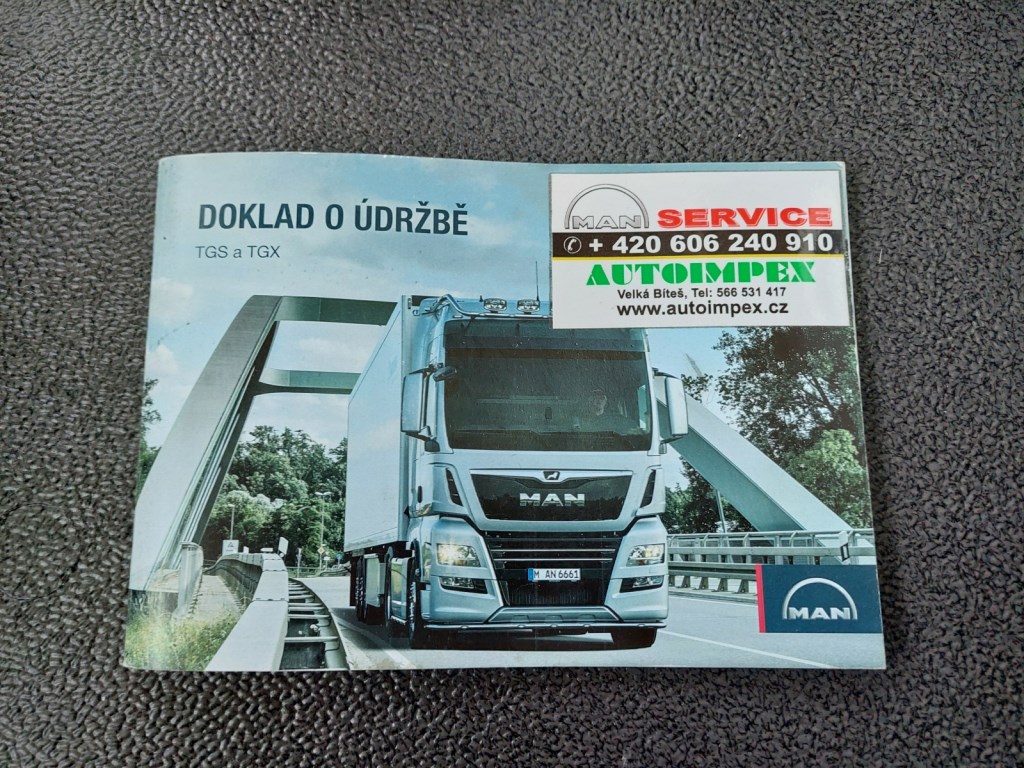 DOKLAD O ÚDRŽBĚ
TGS a TGX
MAN SERVICE
✆ + 420 606 240 910
AUTOIMPEX
Velká Bíteš, Tel: 566 531 417
www.autoimpex.cz
MAN
M AN 6661
MAN